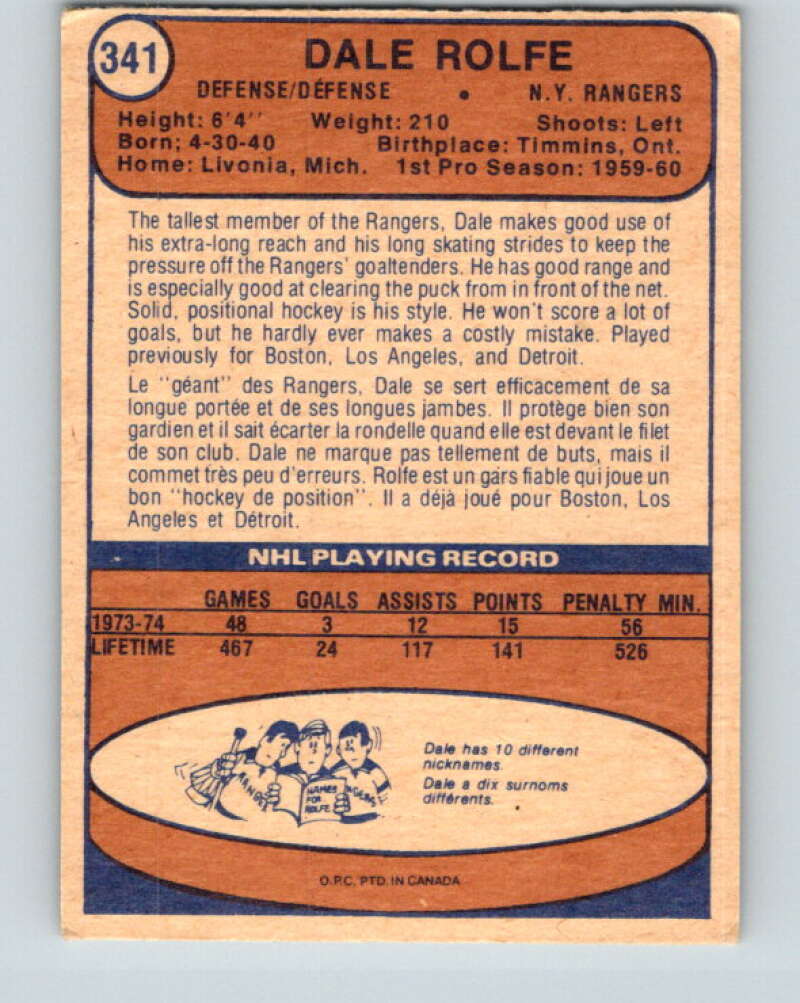 341
DALE ROLFE
DEFENSE/DÉFENSE • N.Y. RANGERS
Height: 6'4'' Weight: 210 Shoots: Left
Born; 4-30-40 Birthplace: Timmins, Ont.
Home: Livonia, Mich. 1st Pro Season: 1959-60
The tallest member of the Rangers, Dale makes good use of
his extra-long reach and his long skating strides to keep the
pressure off the Rangers' goaltenders. He has good range and
is especially good at clearing the puck from in front of the net.
Solid, positional hockey is his style. He won't score a lot of
goals, but he hardly ever makes a costly mistake. Played
previously for Boston, Los Angeles, and Detroit.
Le "géant" des Rangers, Dale se sert efficacement de sa
longue portée et de ses longues jambes. Il protège bien son
gardien et il sait écarter la rondelle quand elle est devant le filet
de son club. Dale ne marque pas tellement de buts, mais il
commet très peu d'erreurs. Rolfe est un gars fiable qui joue un
bon "hockey de position". Il a déjà joué pour Boston, Los
Angeles et Détroit.
NHL PLAYING RECORD
GAMES GOALS ASSISTS POINTS PENALTY MIN.
1973-74 48 3 12 15 56
LIFETIME 467 24 117 141 526
Dale has 10 different
nicknames.
Dale a dix surnoms
différents.
NAMES
FOR
ROLFE
O.P.C. PTD. IN CANADA